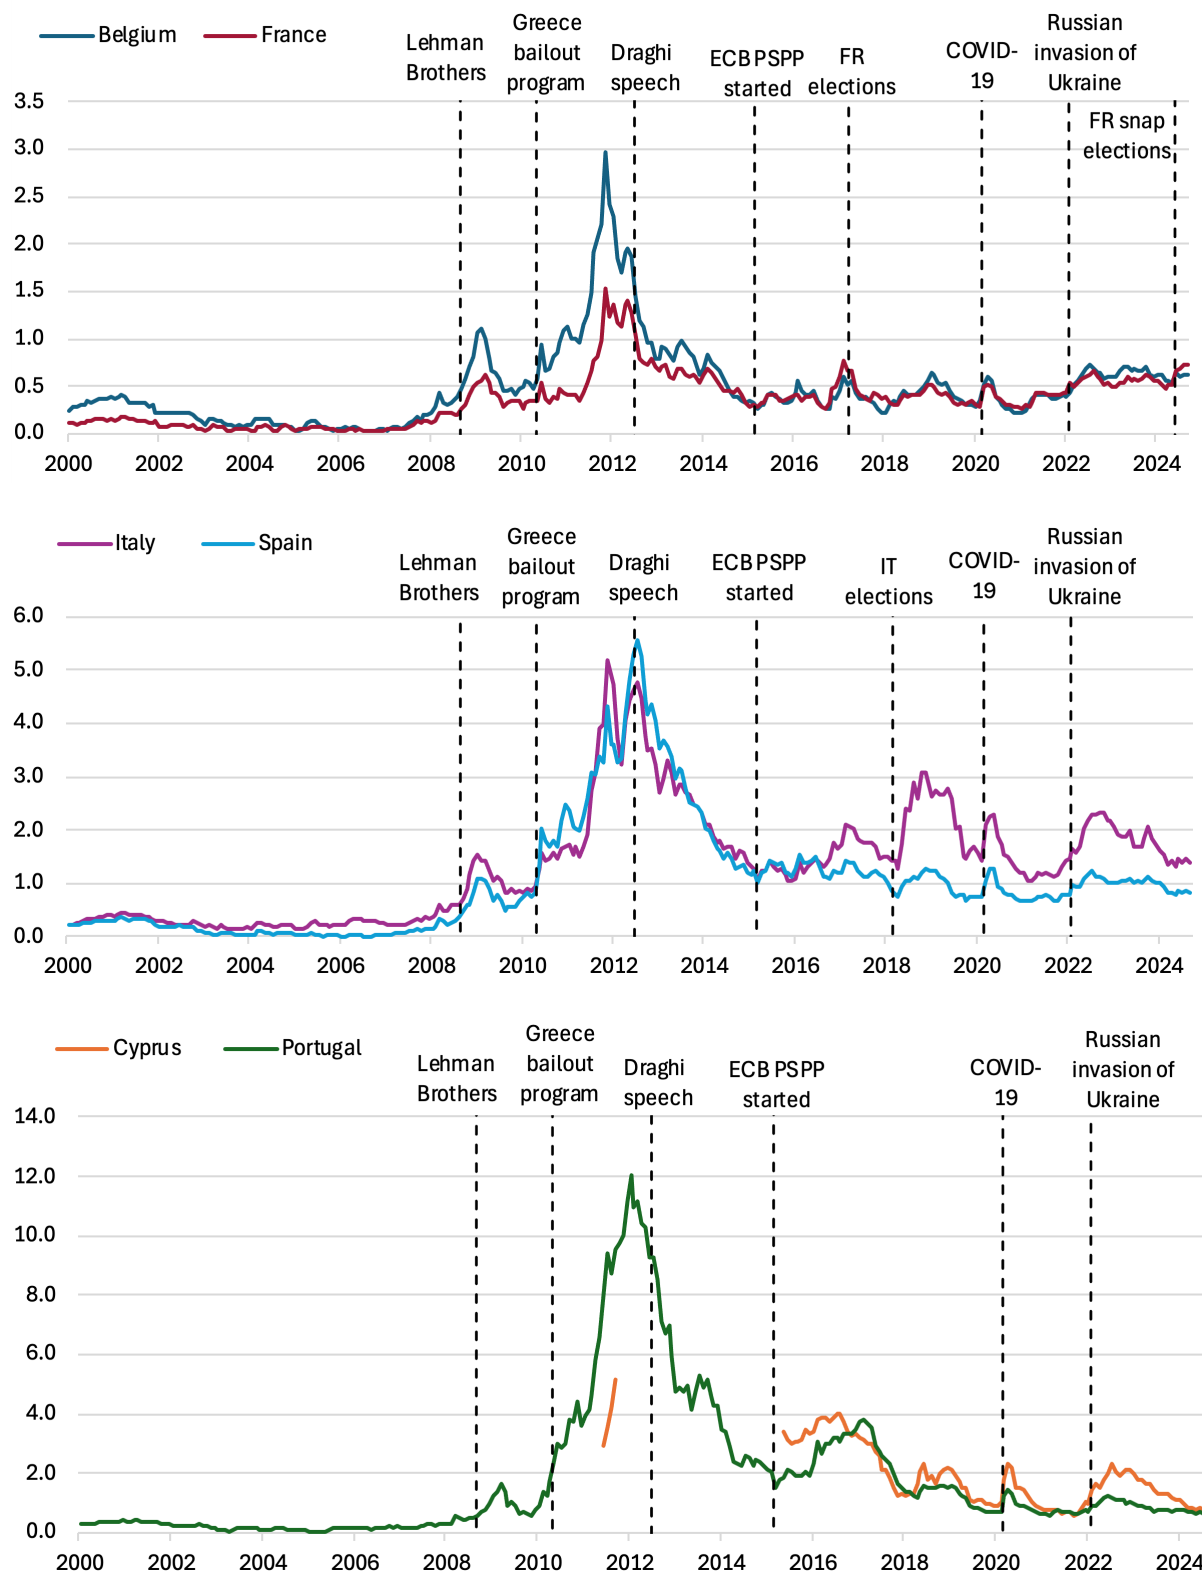 Belgium France
Lehman
Brothers
Greece
bailout
program
Draghi
speech
ECB PSPP
started
FR
elections
COVID-
19
Russian
invasion of
Ukraine
FR snap
elections
3.5
3.0
2.5
2.0
1.5
1.0
0.5
0.0
2000 2002 2004 2006 2008 2010 2012 2014 2016 2018 2020 2022 2024
Italy Spain
Lehman
Brothers
Greece
bailout
program
Draghi
speech
ECB PSPP
started
IT
elections
COVID-
19
Russian
invasion of
Ukraine
6.0
5.0
4.0
3.0
2.0
1.0
0.0
2000 2002 2004 2006 2008 2010 2012 2014 2016 2018 2020 2022 2024
Cyprus Portugal
Lehman
Brothers
Greece
bailout
program
Draghi
speech
ECB PSPP
started
COVID-
19
Russian
invasion of
Ukraine
14.0
12.0
10.0
8.0
6.0
4.0
2.0
0.0
2000 2002 2004 2006 2008 2010 2012 2014 2016 2018 2020 2022 2024